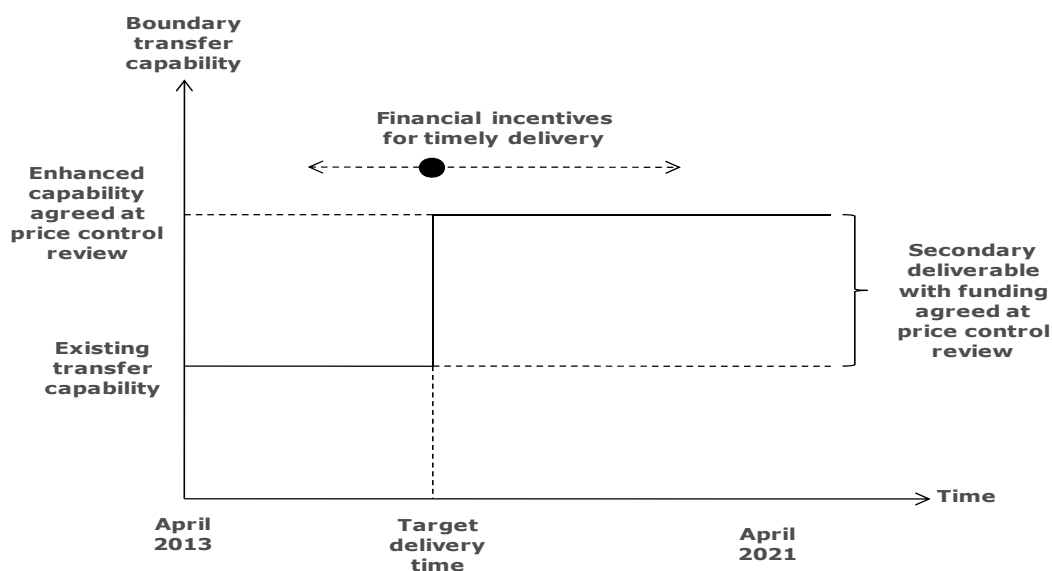 Boundary
transfer
capability
Financial incentives
for timely delivery
Enhanced
capability
agreed at
price control
review
Secondary
deliverable
with funding
agreed at
price control
review
Existing
transfer
capability
Time
April
2013
Target
delivery
time
April
2021